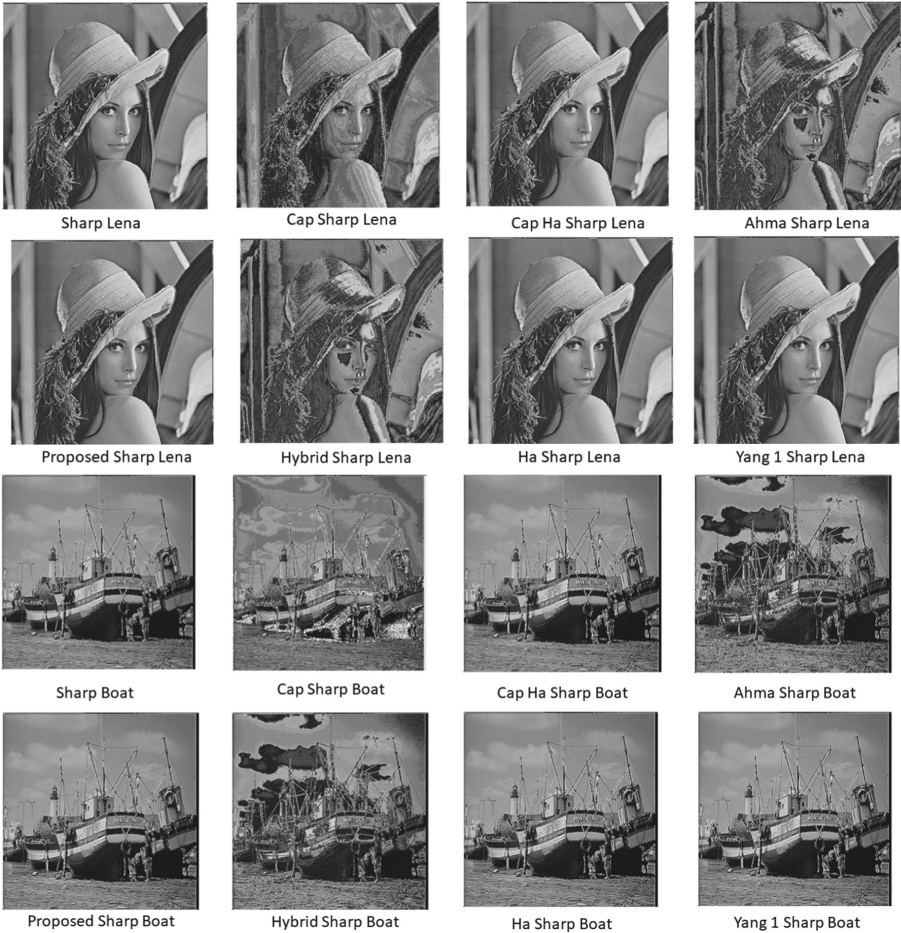 Sharp Lena
Cap Sharp Lena
Cap Ha Sharp Lena
Ahma Sharp Lena
Proposed Sharp Lena
Hybrid Sharp Lena
Ha Sharp Lena
Yang 1 Sharp Lena
Sharp Boat
Cap Sharp Boat
Cap Ha Sharp Boat
Ahma Sharp Boat
Proposed Sharp Boat
Hybrid Sharp Boat
Ha Sharp Boat
Yang 1 Sharp Boat